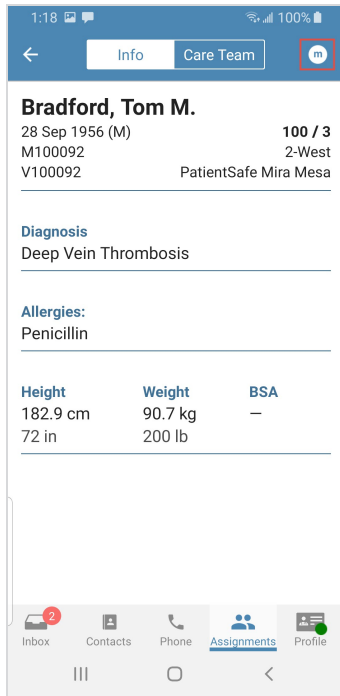 1:18 100%
Info Care Team m
Bradford, Tom M.
28 Sep 1956 (M) 100 / 3
M100092 2-West
V100092 PatientSafe Mira Mesa
Diagnosis
Deep Vein Thrombosis
Allergies:
Penicillin
Height Weight BSA
182.9 cm 90.7 kg —
72 in 200 lb
2
Inbox Contacts Phone Assignments Profile